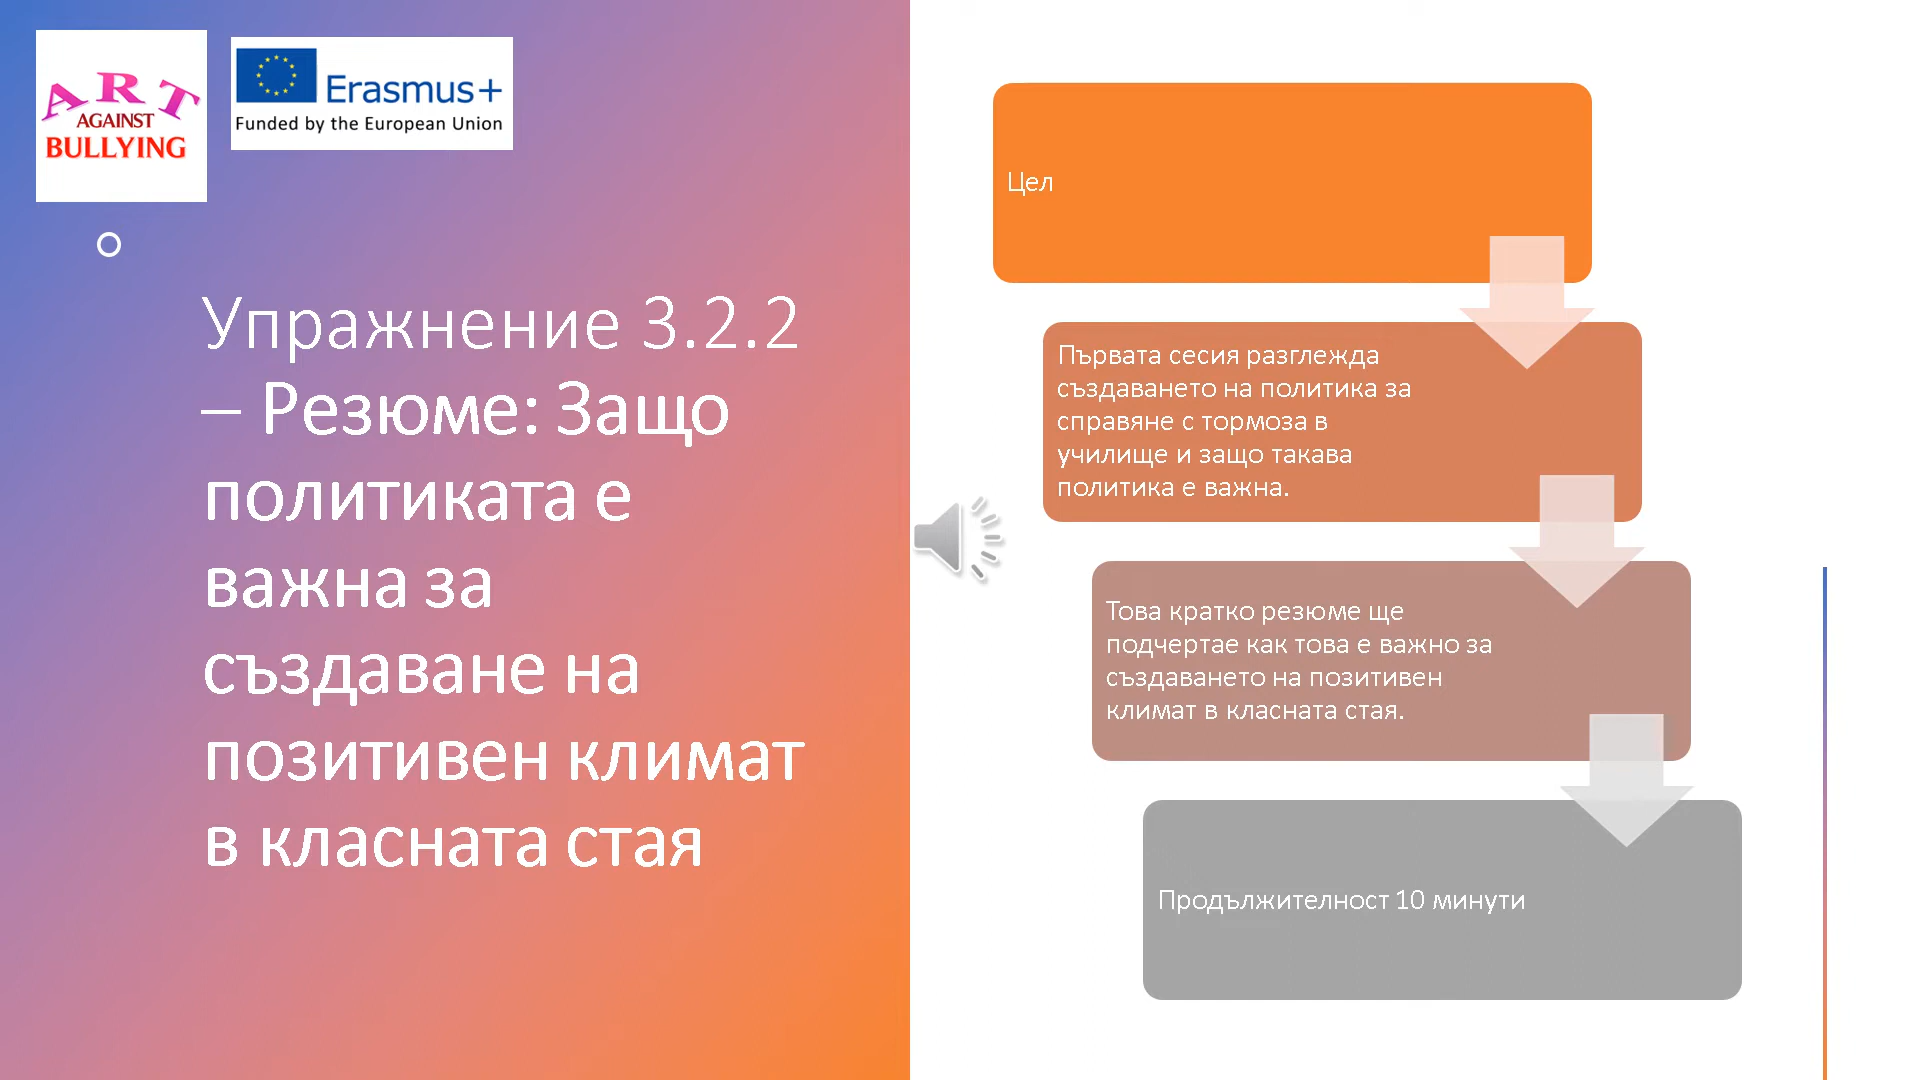 ART
AGAINST
BULLYING
Erasmus+
Funded by the European Union
Упражнение 3.2.2
– Резюме: Защо
политиката е
важна за
създаване на
позитивен климат
в класната стая
Цел
Първата сесия разглежда
създаването на политика за
справяне с тормоза в
училище и защо такава
политика е важна.
Това кратко резюме ще
подчертае как това е важно за
създаването на позитивен
климат в класната стая.
Продължителност 10 минути